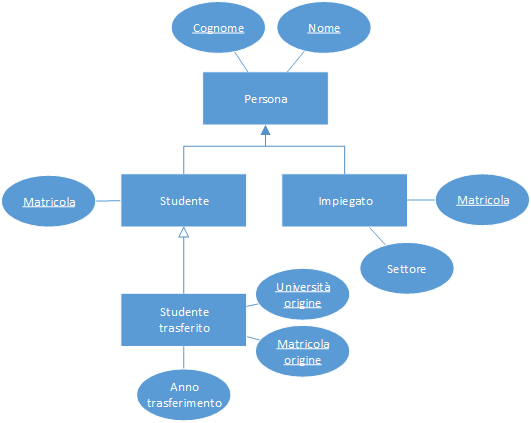 Cognome
Nome
Persona
Matricola
Studente
Impiegato
Matricola
Settore
Università
origine
Studente
trasferito
Matricola
origine
Anno
trasferimento